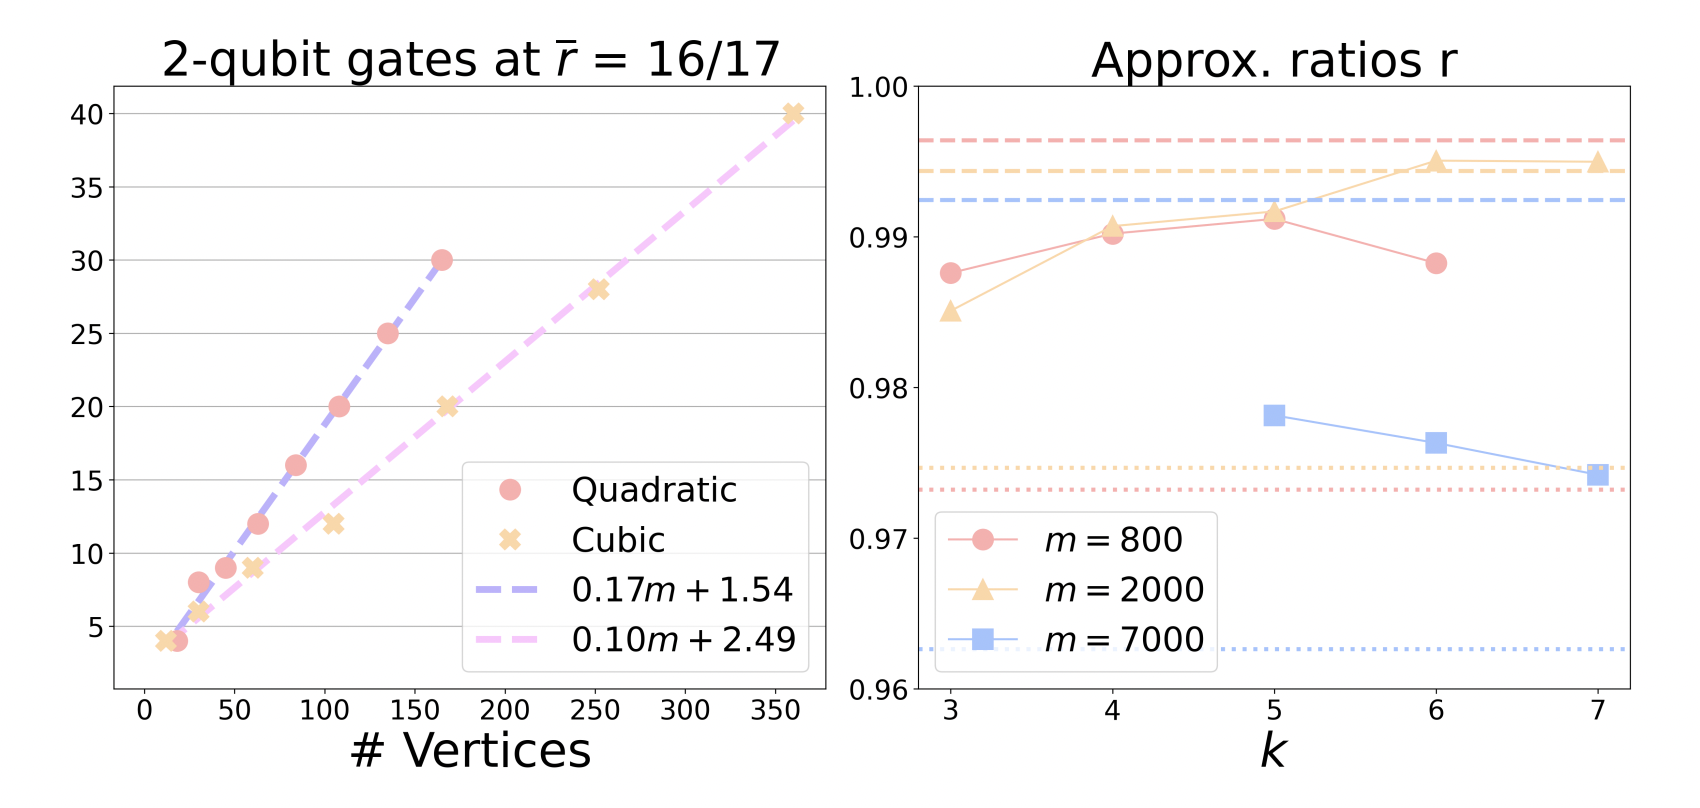 2-qubit gates at r̄ = 16/17
40
35
30
25
20
15
10
5
0 50 100 150 200 250 300 350
# Vertices
Quadratic
Cubic
0.17m + 1.54
0.10m + 2.49
Approx. ratios r
1.00
0.99
0.98
0.97
0.96
3 4 5 6 7
k
m = 800
m = 2000
m = 7000